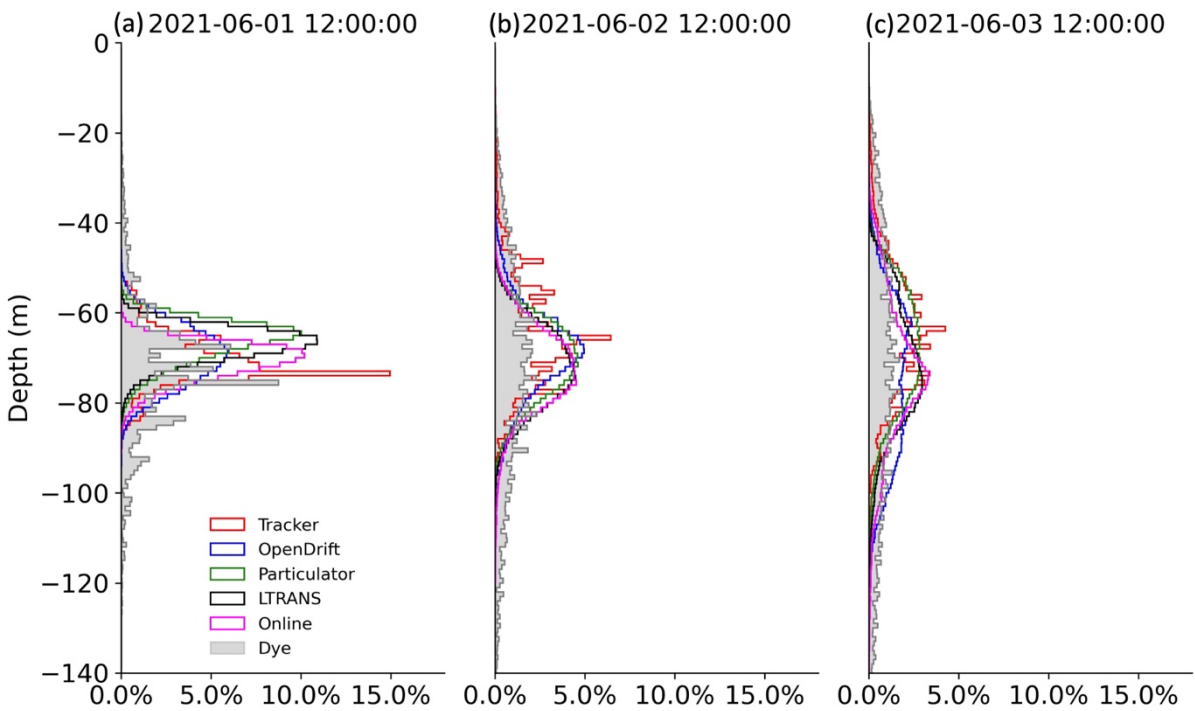 (a) 2021-06-01 12:00:00
(b) 2021-06-02 12:00:00
(c)2021-06-03 12:00:00
Depth (m)
0
−20
−40
−60
−80
−100
−120
−140
Tracker
OpenDrift
Particulator
LTRANS
Online
Dye
0.0% 5.0% 10.0% 15.0%
0.0% 5.0% 10.0% 15.0%
0.0% 5.0% 10.0% 15.0%